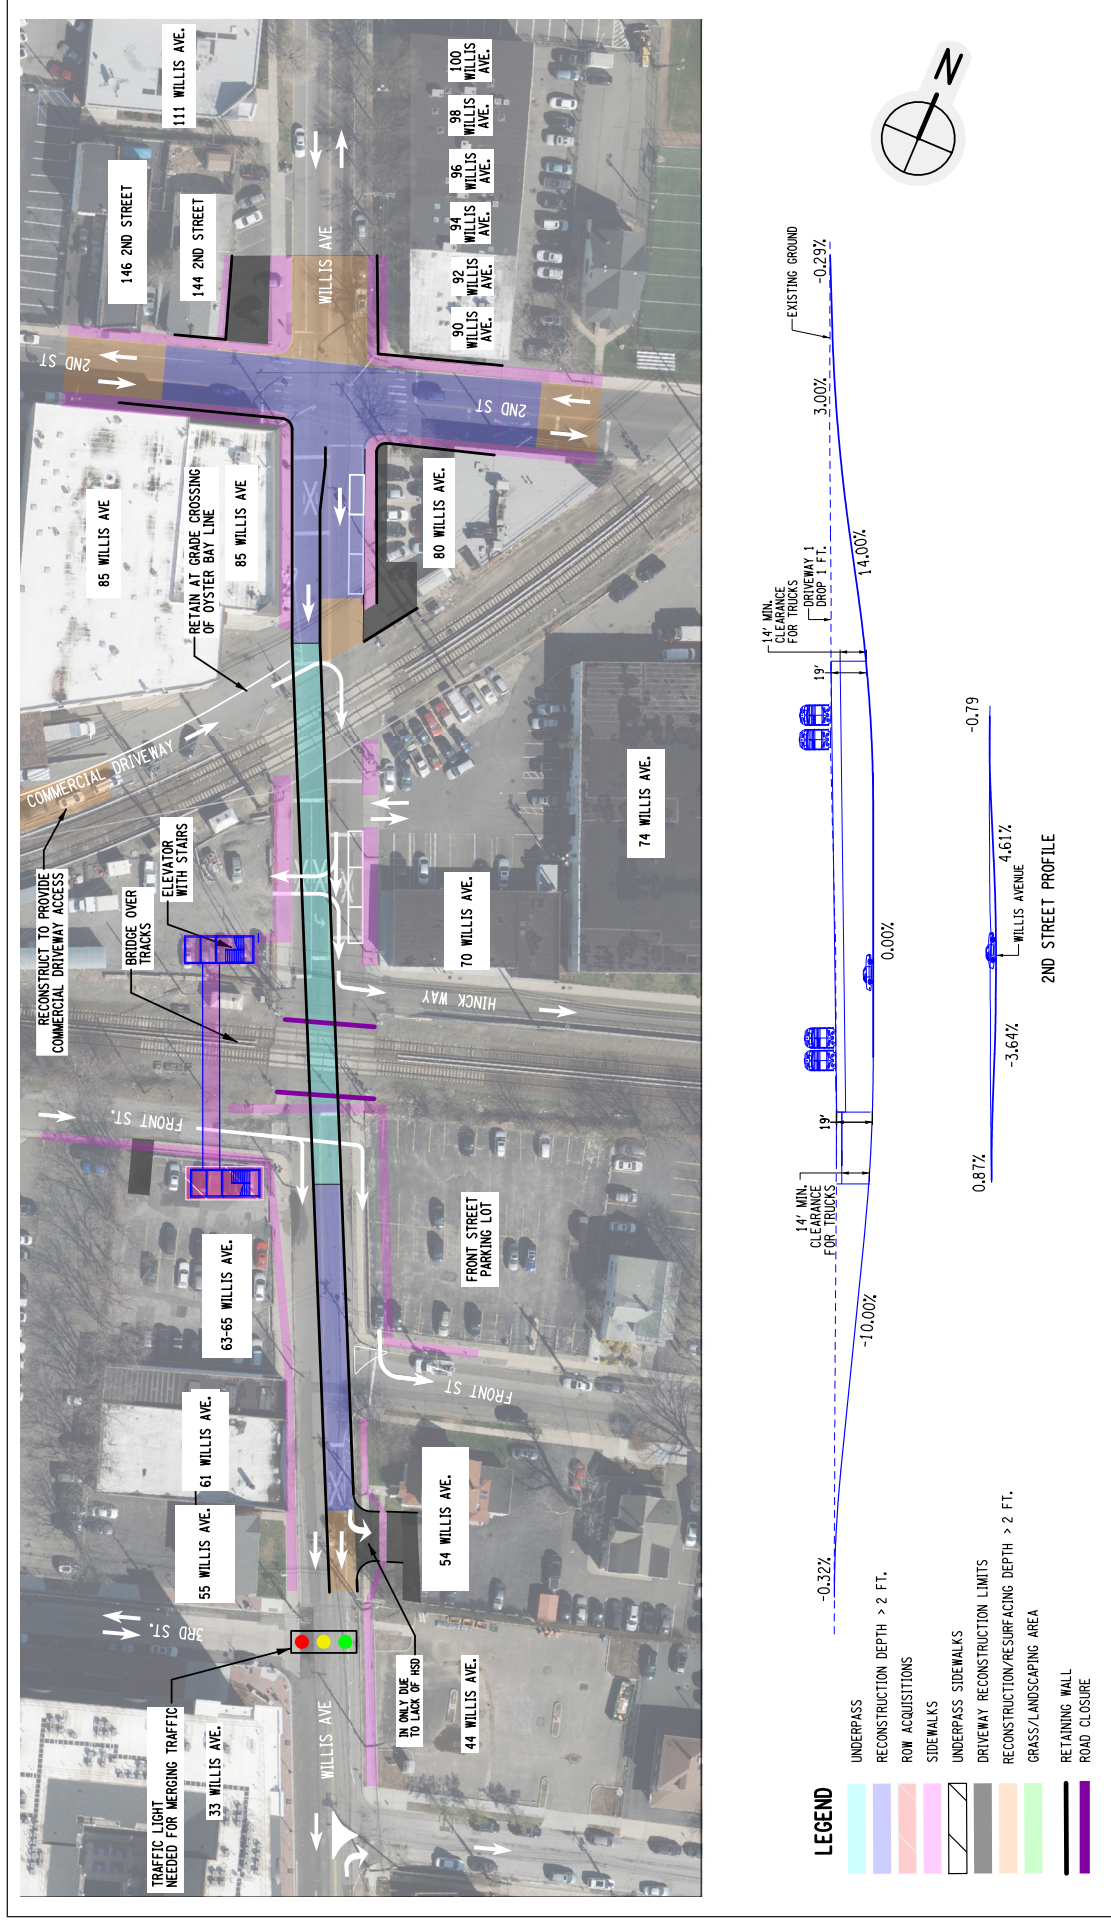 111 WILLIS AVE.
146 2ND STREET
144 2ND STREET
100
WILLIS
AVE.
98
WILLIS
AVE.
96
WILLIS
AVE.
94
WILLIS
AVE.
92
WILLIS
AVE.
90
WILLIS
AVE.
WILLIS AVE
2ND ST
2ND ST
85 WILLIS AVE
85 WILLIS AVE
80 WILLIS AVE.
RETAIN AT GRADE CROSSING
OF OYSTER BAY LINE
COMMERCIAL DRIVEWAY
RECONSTRUCT TO PROVIDE
COMMERCIAL DRIVEWAY ACCESS
BRIDGE OVER
TRACKS
ELEVATOR
WITH STAIRS
74 WILLIS AVE.
70 WILLIS AVE.
HINCK WAY
FRONT ST.
63-65 WILLIS AVE.
FRONT STREET
PARKING LOT
FRONT ST
61 WILLIS AVE.
55 WILLIS AVE.
54 WILLIS AVE.
3RD ST.
TRAFFIC LIGHT
NEEDED FOR MERGING TRAFFIC
33 WILLIS AVE.
WILLIS AVE
IN ONLY DUE
TO LACK OF HSD
44 WILLIS AVE.
N
-0.32%
-10.00%
14' MIN.
CLEARANCE
FOR TRUCKS
19'
0.00%
19'
14' MIN.
CLEARANCE
FOR TRUCKS
DRIVEWAY 1
DROP 1 FT.
14.00%
3.00%
EXISTING GROUND
-0.29%
0.87%
-3.64%
WILLIS AVENUE
4.61%
-0.79
2ND STREET PROFILE
LEGEND
UNDERPASS
RECONSTRUCTION DEPTH > 2 FT.
ROW ACQUISITIONS
SIDEWALKS
UNDERPASS SIDEWALKS
DRIVEWAY RECONSTRUCTION LIMITS
RECONSTRUCTION/RESURFACING DEPTH > 2 FT.
GRASS/LANDSCAPING AREA
RETAINING WALL
ROAD CLOSURE